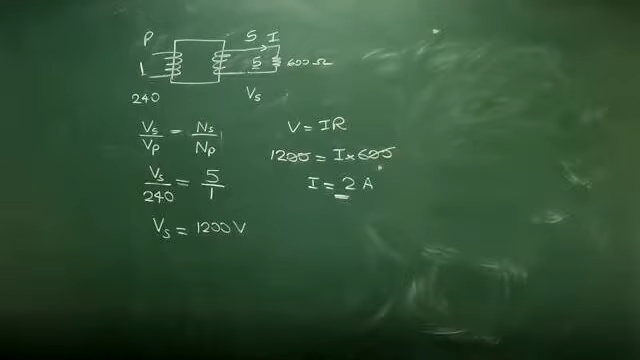 P
S I
1
5
600 Ω
240
Vs
Vs/Vp = Ns/Np
Vs/240 = 5/1
Vs = 1200 V
V = IR
1200 = I × 600
I = 2 A